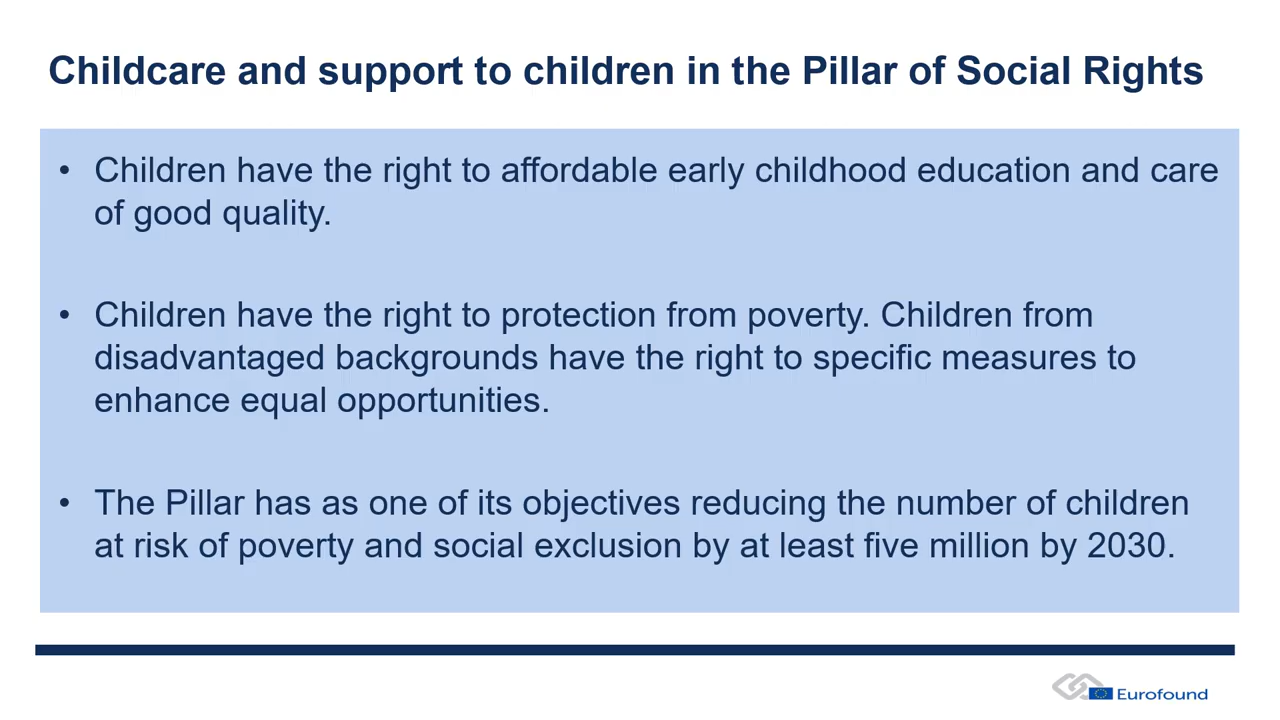 Childcare and support to children in the Pillar of Social Rights
• Children have the right to affordable early childhood education and care
of good quality.
• Children have the right to protection from poverty. Children from
disadvantaged backgrounds have the right to specific measures to
enhance equal opportunities.
• The Pillar has as one of its objectives reducing the number of children
at risk of poverty and social exclusion by at least five million by 2030.
Eurofound